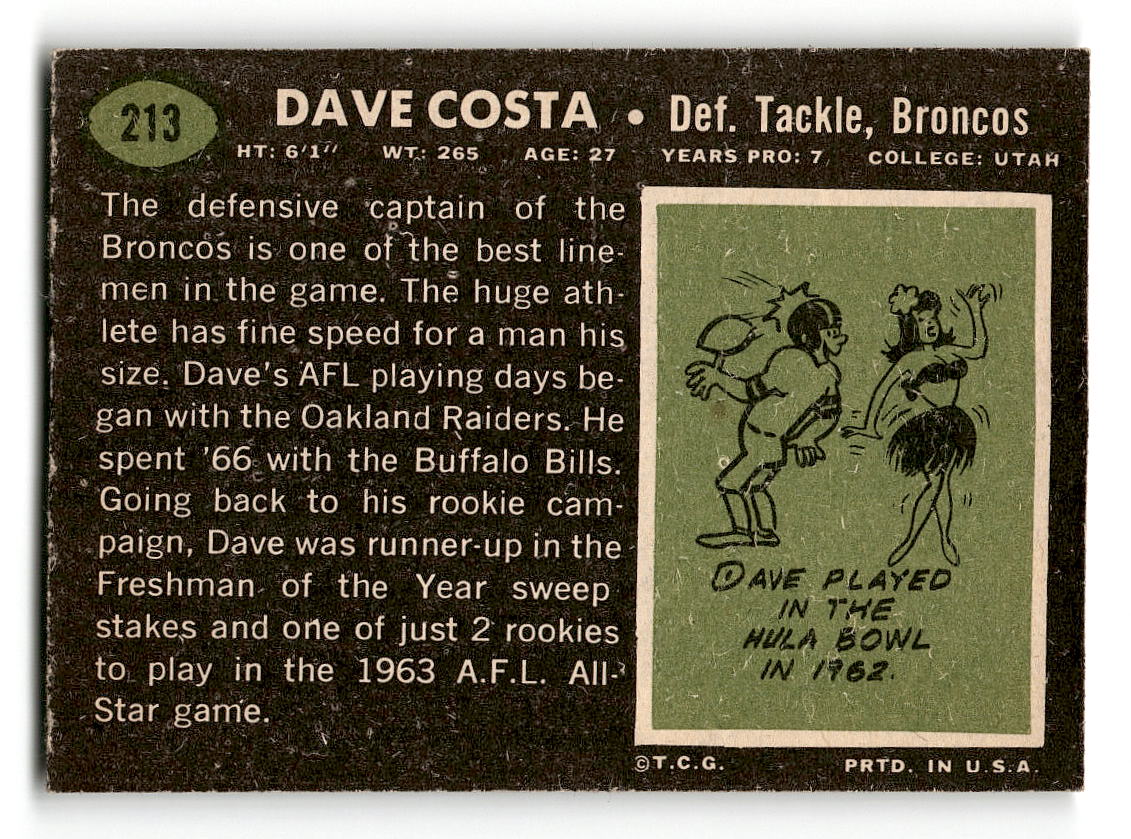 213
DAVE COSTA • Def. Tackle, Broncos
HT: 6'1" WT: 265 AGE: 27 YEARS PRO: 7 COLLEGE: UTAH
The defensive captain of the
Broncos is one of the best line-
men in the game. The huge ath-
lete has fine speed for a man his
size. Dave's AFL playing days be-
gan with the Oakland Raiders. He
spent '66 with the Buffalo Bills.
Going back to his rookie cam-
paign, Dave was runner-up in the
Freshman of the Year sweep
stakes and one of just 2 rookies
to play in the 1963 A.F.L. All-
Star game.
DAVE PLAYED
IN THE
HULA BOWL
IN 1962.
©T.C.G. PRTD. IN U.S.A.